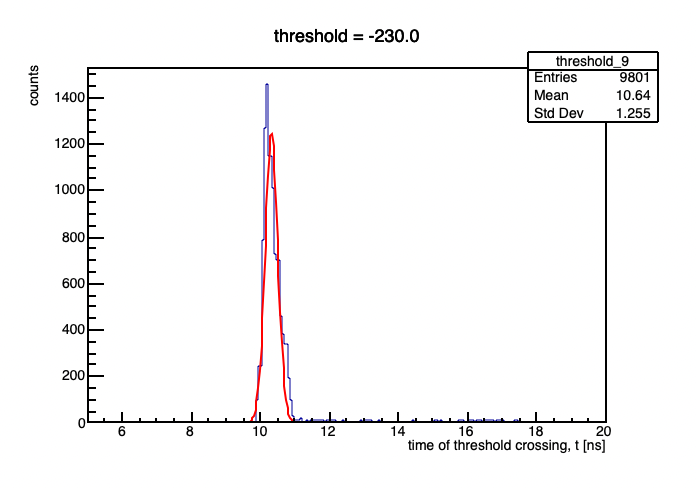 threshold = -230.0
threshold_9
Entries 9801
Mean 10.64
Std Dev 1.255
counts
1400
1200
1000
800
600
400
200
0
6 8 10 12 14 16 18 20
time of threshold crossing, t [ns]